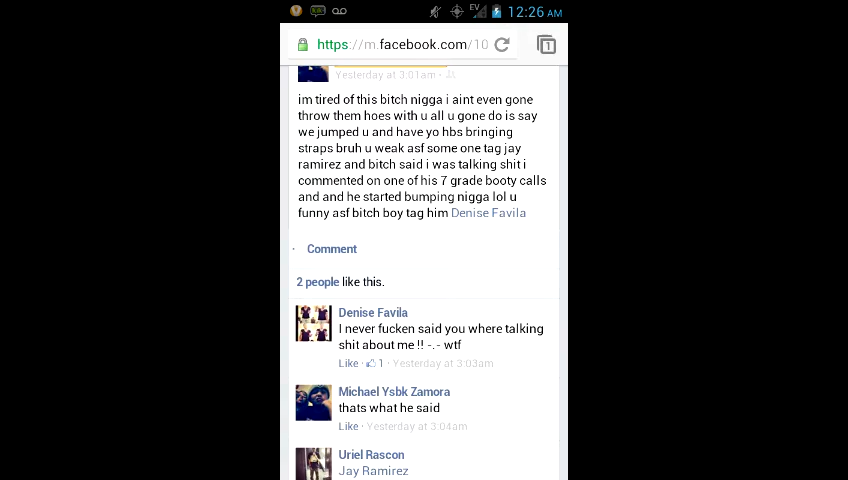 12:26 AM
https://m.facebook.com/10
1
Yesterday at 3:01am ·
im tired of this bitch nigga i aint even gone
throw them hoes with u all u gone do is say
we jumped u and have yo hbs bringing
straps bruh u weak asf some one tag jay
ramirez and bitch said i was talking shit i
commented on one of his 7 grade booty calls
and and he started bumping nigga lol u
funny asf bitch boy tag him Denise Favila
· Comment
2 people like this.
Denise Favila
I never fucken said you where talking
shit about me !! -.- wtf
Like · 1 · Yesterday at 3:03am
Michael Ysbk Zamora
thats what he said
Like · Yesterday at 3:04am
Uriel Rascon
Jay Ramirez